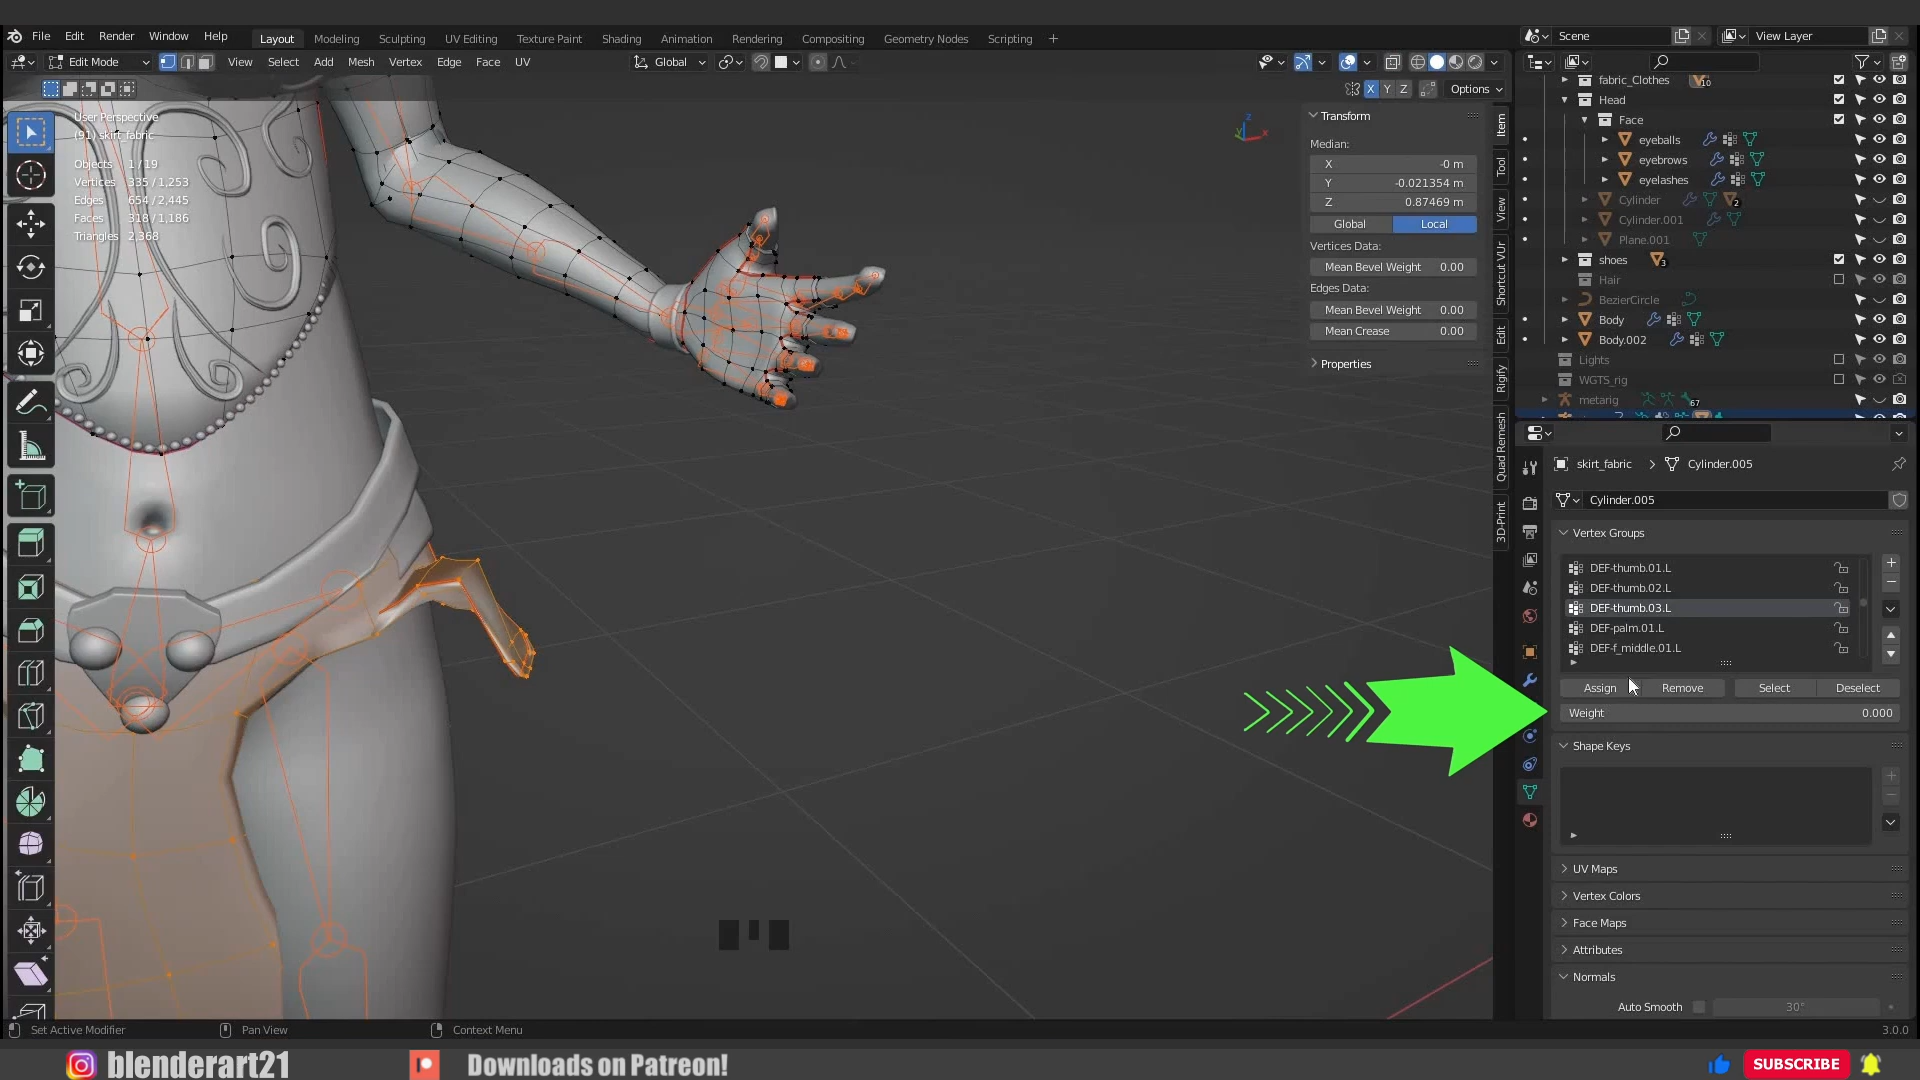 File Edit Render Window Help Layout Modeling Sculpting UV Editing Texture Paint Shading Animation Rendering Compositing Geometry Nodes Scripting +
Scene View Layer
Edit Mode View Select Add Mesh Vertex Edge Face UV Global
X Y Z Options
User Perspective
(91) skirt_fabric
Objects 1 / 19
Vertices 335 / 1,253
Edges 654 / 2,445
Faces 318 / 1,186
Triangles 2,368
Transform
Median:
X -0 m
Y -0.021354 m
Z 0.87469 m
Global Local
Vertices Data:
Mean Bevel Weight 0.00
Edges Data:
Mean Bevel Weight 0.00
Mean Crease 0.00
Properties
Item
Tool
View
Shortcut VUr
Edit
Rigify
Quad Remesh
3D-Print
fabric_Clothes 10
Head
Face
eyeballs
eyebrows
eyelashes
Cylinder 2
Cylinder.001
Plane.001
shoes 3
Hair
BezierCircle
Body
Body.002
Lights
WGTS_rig
metarig 67
skirt_fabric > Cylinder.005
Cylinder.005
Vertex Groups
DEF-thumb.01.L
DEF-thumb.02.L
DEF-thumb.03.L
DEF-palm.01.L
DEF-f_middle.01.L
Assign Remove Select Deselect
Weight 0.000
Shape Keys
UV Maps
Vertex Colors
Face Maps
Attributes
Normals
Auto Smooth 30°
Set Active Modifier Pan View Context Menu 3.0.0
blenderart21 Downloads on Patreon! SUBSCRIBE